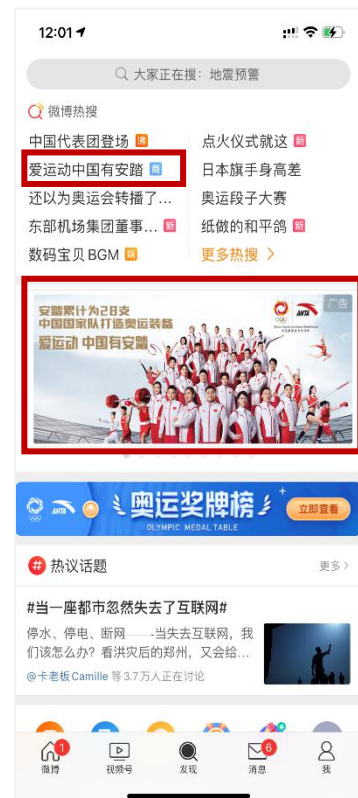 12:01
大家正在搜：地震预警
微博热搜
中国代表团登场 沸
点火仪式就这 新
爱运动中国有安踏 商
日本旗手身高差
还以为奥运会转播了...
奥运段子大赛
东部机场集团董事... 新
纸做的和平鸽 新
数码宝贝BGM 娱
更多热搜 >
广告
安踏累计为28支
中国国家队打造奥运装备
爱运动 中国有安踏
ANTA
ANTA
奥运奖牌榜
OLYMPIC MEDAL TABLE
立即查看
# 热议话题
更多 >
#当一座都市忽然失去了互联网#
停水、停电、断网——-当失去互联网，我
们该怎么办？看洪灾后的郑州，又会给...
@卡老板Camille 等3.7万人正在讨论
1
6
微博
视频号
发现
消息
我